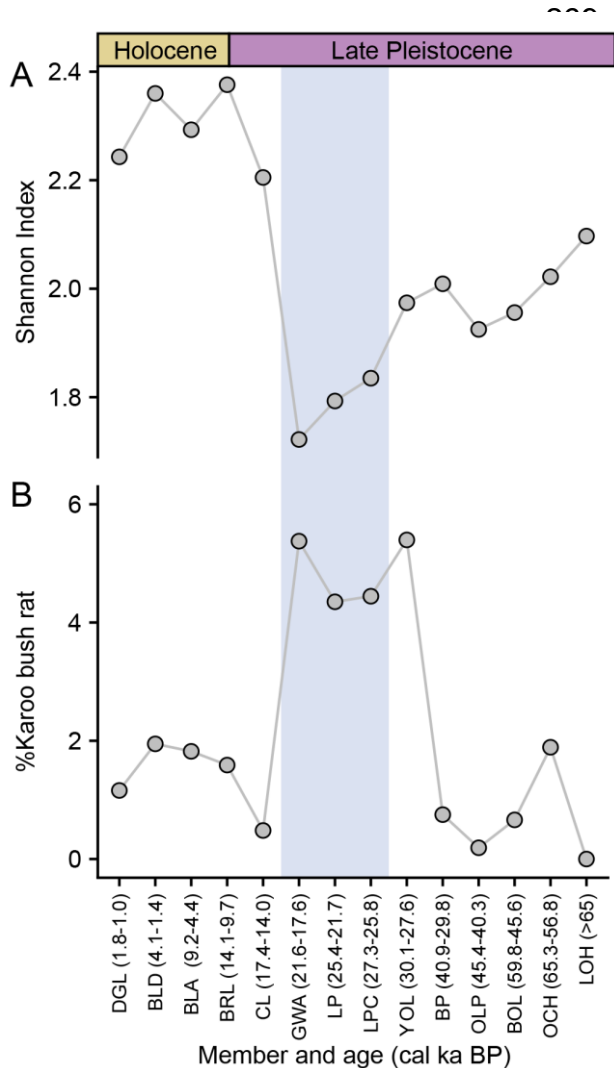 Holocene Late Pleistocene
A
2.4
2.2
2.0
1.8
Shannon Index
B
6
4
2
0
%Karoo bush rat
DGL (1.8-1.0)
BLD (4.1-1.4)
BLA (9.2-4.4)
BRL (14.1-9.7)
CL (17.4-14.0)
GWA (21.6-17.6)
LP (25.4-21.7)
LPC (27.3-25.8)
YOL (30.1-27.6)
BP (40.9-29.8)
OLP (45.4-40.3)
BOL (59.8-45.6)
OCH (65.3-56.8)
LOH (>65)
Member and age (cal ka BP)